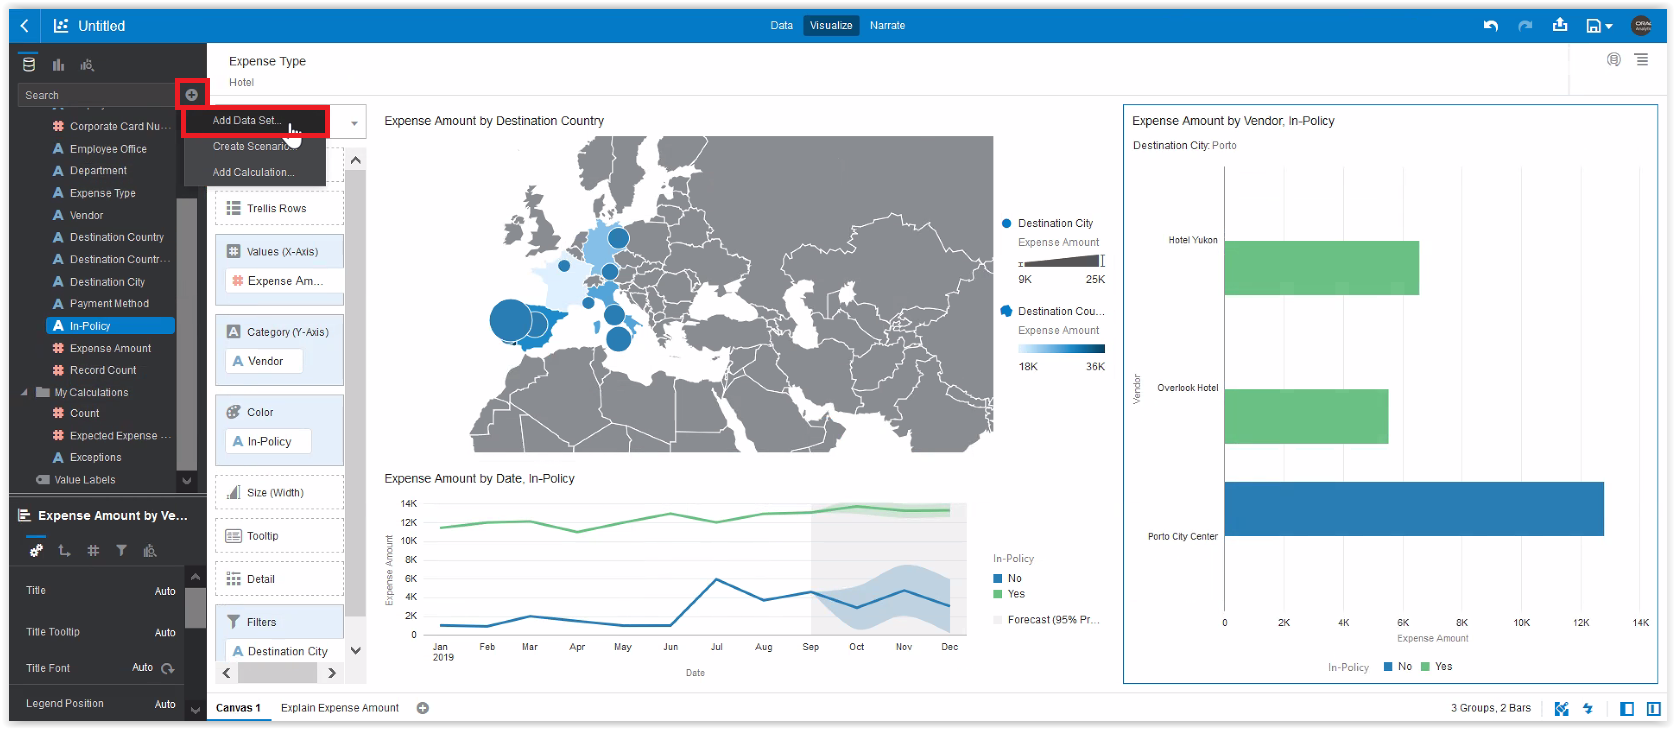 Untitled
Data Visualize Narrate
Search
Add Data Set...
Create Scenario...
Add Calculation...
Corporate Card Nu...
Employee Office
Department
Expense Type
Vendor
Destination Country
Destination Countr...
Destination City
Payment Method
In-Policy
Expense Amount
Record Count
My Calculations
Count
Expected Expense ...
Exceptions
Value Labels
Expense Amount by Ve...
Title Auto
Title Tooltip Auto
Title Font Auto
Legend Position Auto
Expense Type
Hotel
Trellis Rows
Values (X-Axis)
Expense Am...
Category (Y-Axis)
Vendor
Color
In-Policy
Size (Width)
Tooltip
Detail
Filters
Destination City
Expense Amount by Destination Country
Destination City
Expense Amount
9K 25K
Destination Cou...
Expense Amount
18K 36K
Expense Amount by Date, In-Policy
Expense Amount
14K
12K
10K
8K
6K
4K
2K
0
Jan Feb Mar Apr May Jun Jul Aug Sep Oct Nov Dec
2019
Date
In-Policy
No
Yes
Forecast (95% Pr...
Expense Amount by Vendor, In-Policy
Destination City: Porto
Vendor
Hotel Yukon
Overlook Hotel
Porto City Center
0 2K 4K 6K 8K 10K 12K 14K
Expense Amount
In-Policy No Yes
Canvas 1 Explain Expense Amount
3 Groups, 2 Bars